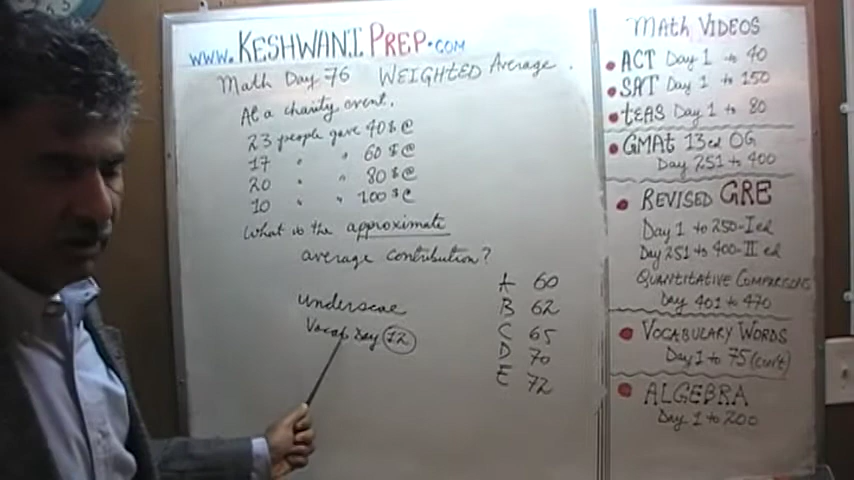 www.KESHWANIPREP.COM
Math Day 76 WEIGHTED Average.
At a charity event,
23 people gave 40$ @
17 " " 60$ @
20 " " 80$ @
10 " " 100$ @
What is the approximate
average contribution?
underscore
Vocab Day 72
A 60
B 62
C 65
D 70
E 72
Math VIDEOS
ACT Day 1 to 40
SAT Day 1 to 150
tEAS Day 1 to 80
GMAt 13ed OG
Day 251 to 400
REVISED GRE
Day 1 to 250-I ed
Day 251 to 400-II ed
QUANTITATIVE COMPARISONS
Day 401 to 470
VOCABULARY WORDS
Day 1 to 75 (con't)
ALGEBRA
Day 1 to 200